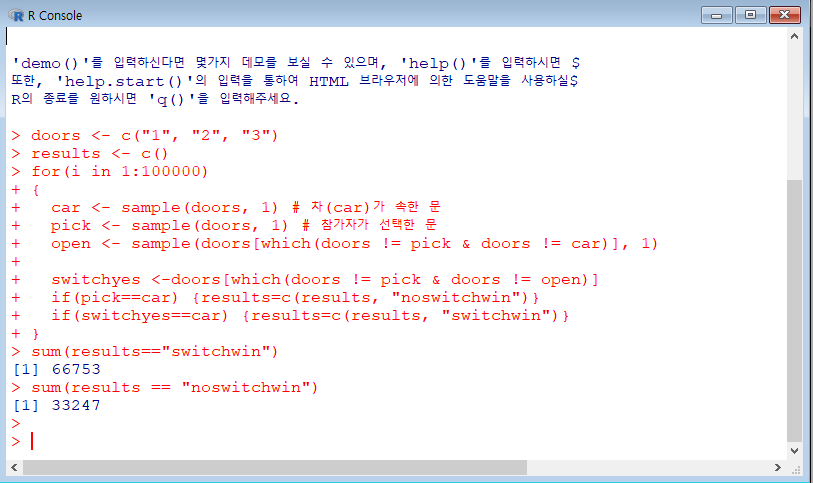 R Console
'demo()'를 입력하신다면 몇가지 데모를 보실 수 있으며, 'help()'를 입력하시면 $
또한, 'help.start()'의 입력을 통하여 HTML 브라우저에 의한 도움말을 사용하실$
R의 종료를 원하시면 'q()'을 입력해주세요.
> doors <- c("1", "2", "3")
> results <- c()
> for(i in 1:100000)
+ {
+   car <- sample(doors, 1) # 차(car)가 속한 문
+   pick <- sample(doors, 1) # 참가자가 선택한 문
+   open <- sample(doors[which(doors != pick & doors != car)], 1)
+
+   switchyes <-doors[which(doors != pick & doors != open)]
+   if(pick==car) {results=c(results, "noswitchwin")}
+   if(switchyes==car) {results=c(results, "switchwin")}
+ }
> sum(results=="switchwin")
[1] 66753
> sum(results == "noswitchwin")
[1] 33247
>
>